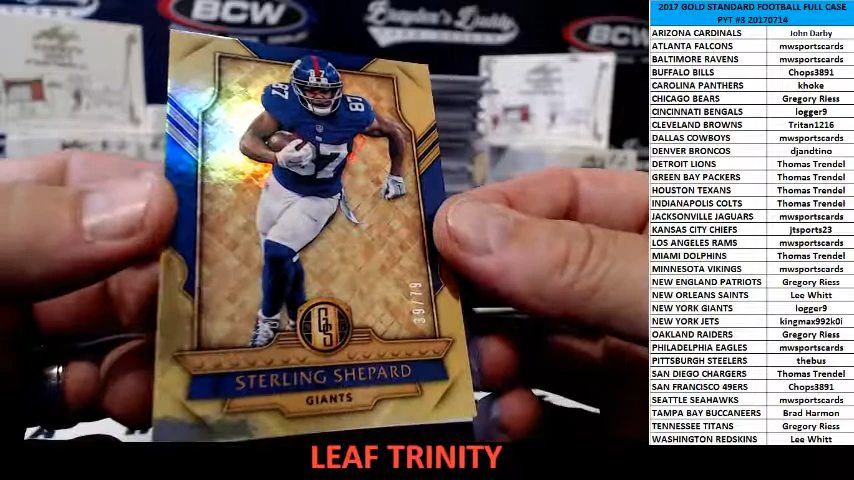 BCW
Brayden's Daddy
BCW
87
87
87
39/79
GS
STERLING SHEPARD
GIANTS
LEAF TRINITY
2017 GOLD STANDARD FOOTBALL FULL CASE
PYT #3 20170714
ARIZONA CARDINALS John Darby
ATLANTA FALCONS mwsportscards
BALTIMORE RAVENS mwsportscards
BUFFALO BILLS Chops3891
CAROLINA PANTHERS khoke
CHICAGO BEARS Gregory Riess
CINCINNATI BENGALS logger9
CLEVELAND BROWNS Tritan1216
DALLAS COWBOYS mwsportscards
DENVER BRONCOS djandtino
DETROIT LIONS Thomas Trendel
GREEN BAY PACKERS Thomas Trendel
HOUSTON TEXANS Thomas Trendel
INDIANAPOLIS COLTS Thomas Trendel
JACKSONVILLE JAGUARS mwsportscards
KANSAS CITY CHIEFS jtsports23
LOS ANGELES RAMS mwsportscards
MIAMI DOLPHINS Thomas Trendel
MINNESOTA VIKINGS mwsportscards
NEW ENGLAND PATRIOTS Gregory Riess
NEW ORLEANS SAINTS Lee Whitt
NEW YORK GIANTS logger9
NEW YORK JETS kingmax992k0i
OAKLAND RAIDERS Gregory Riess
PHILADELPHIA EAGLES mwsportscards
PITTSBURGH STEELERS thebus
SAN DIEGO CHARGERS Thomas Trendel
SAN FRANCISCO 49ERS Chops3891
SEATTLE SEAHAWKS mwsportscards
TAMPA BAY BUCCANEERS Brad Harmon
TENNESSEE TITANS Gregory Riess
WASHINGTON REDSKINS Lee Whitt